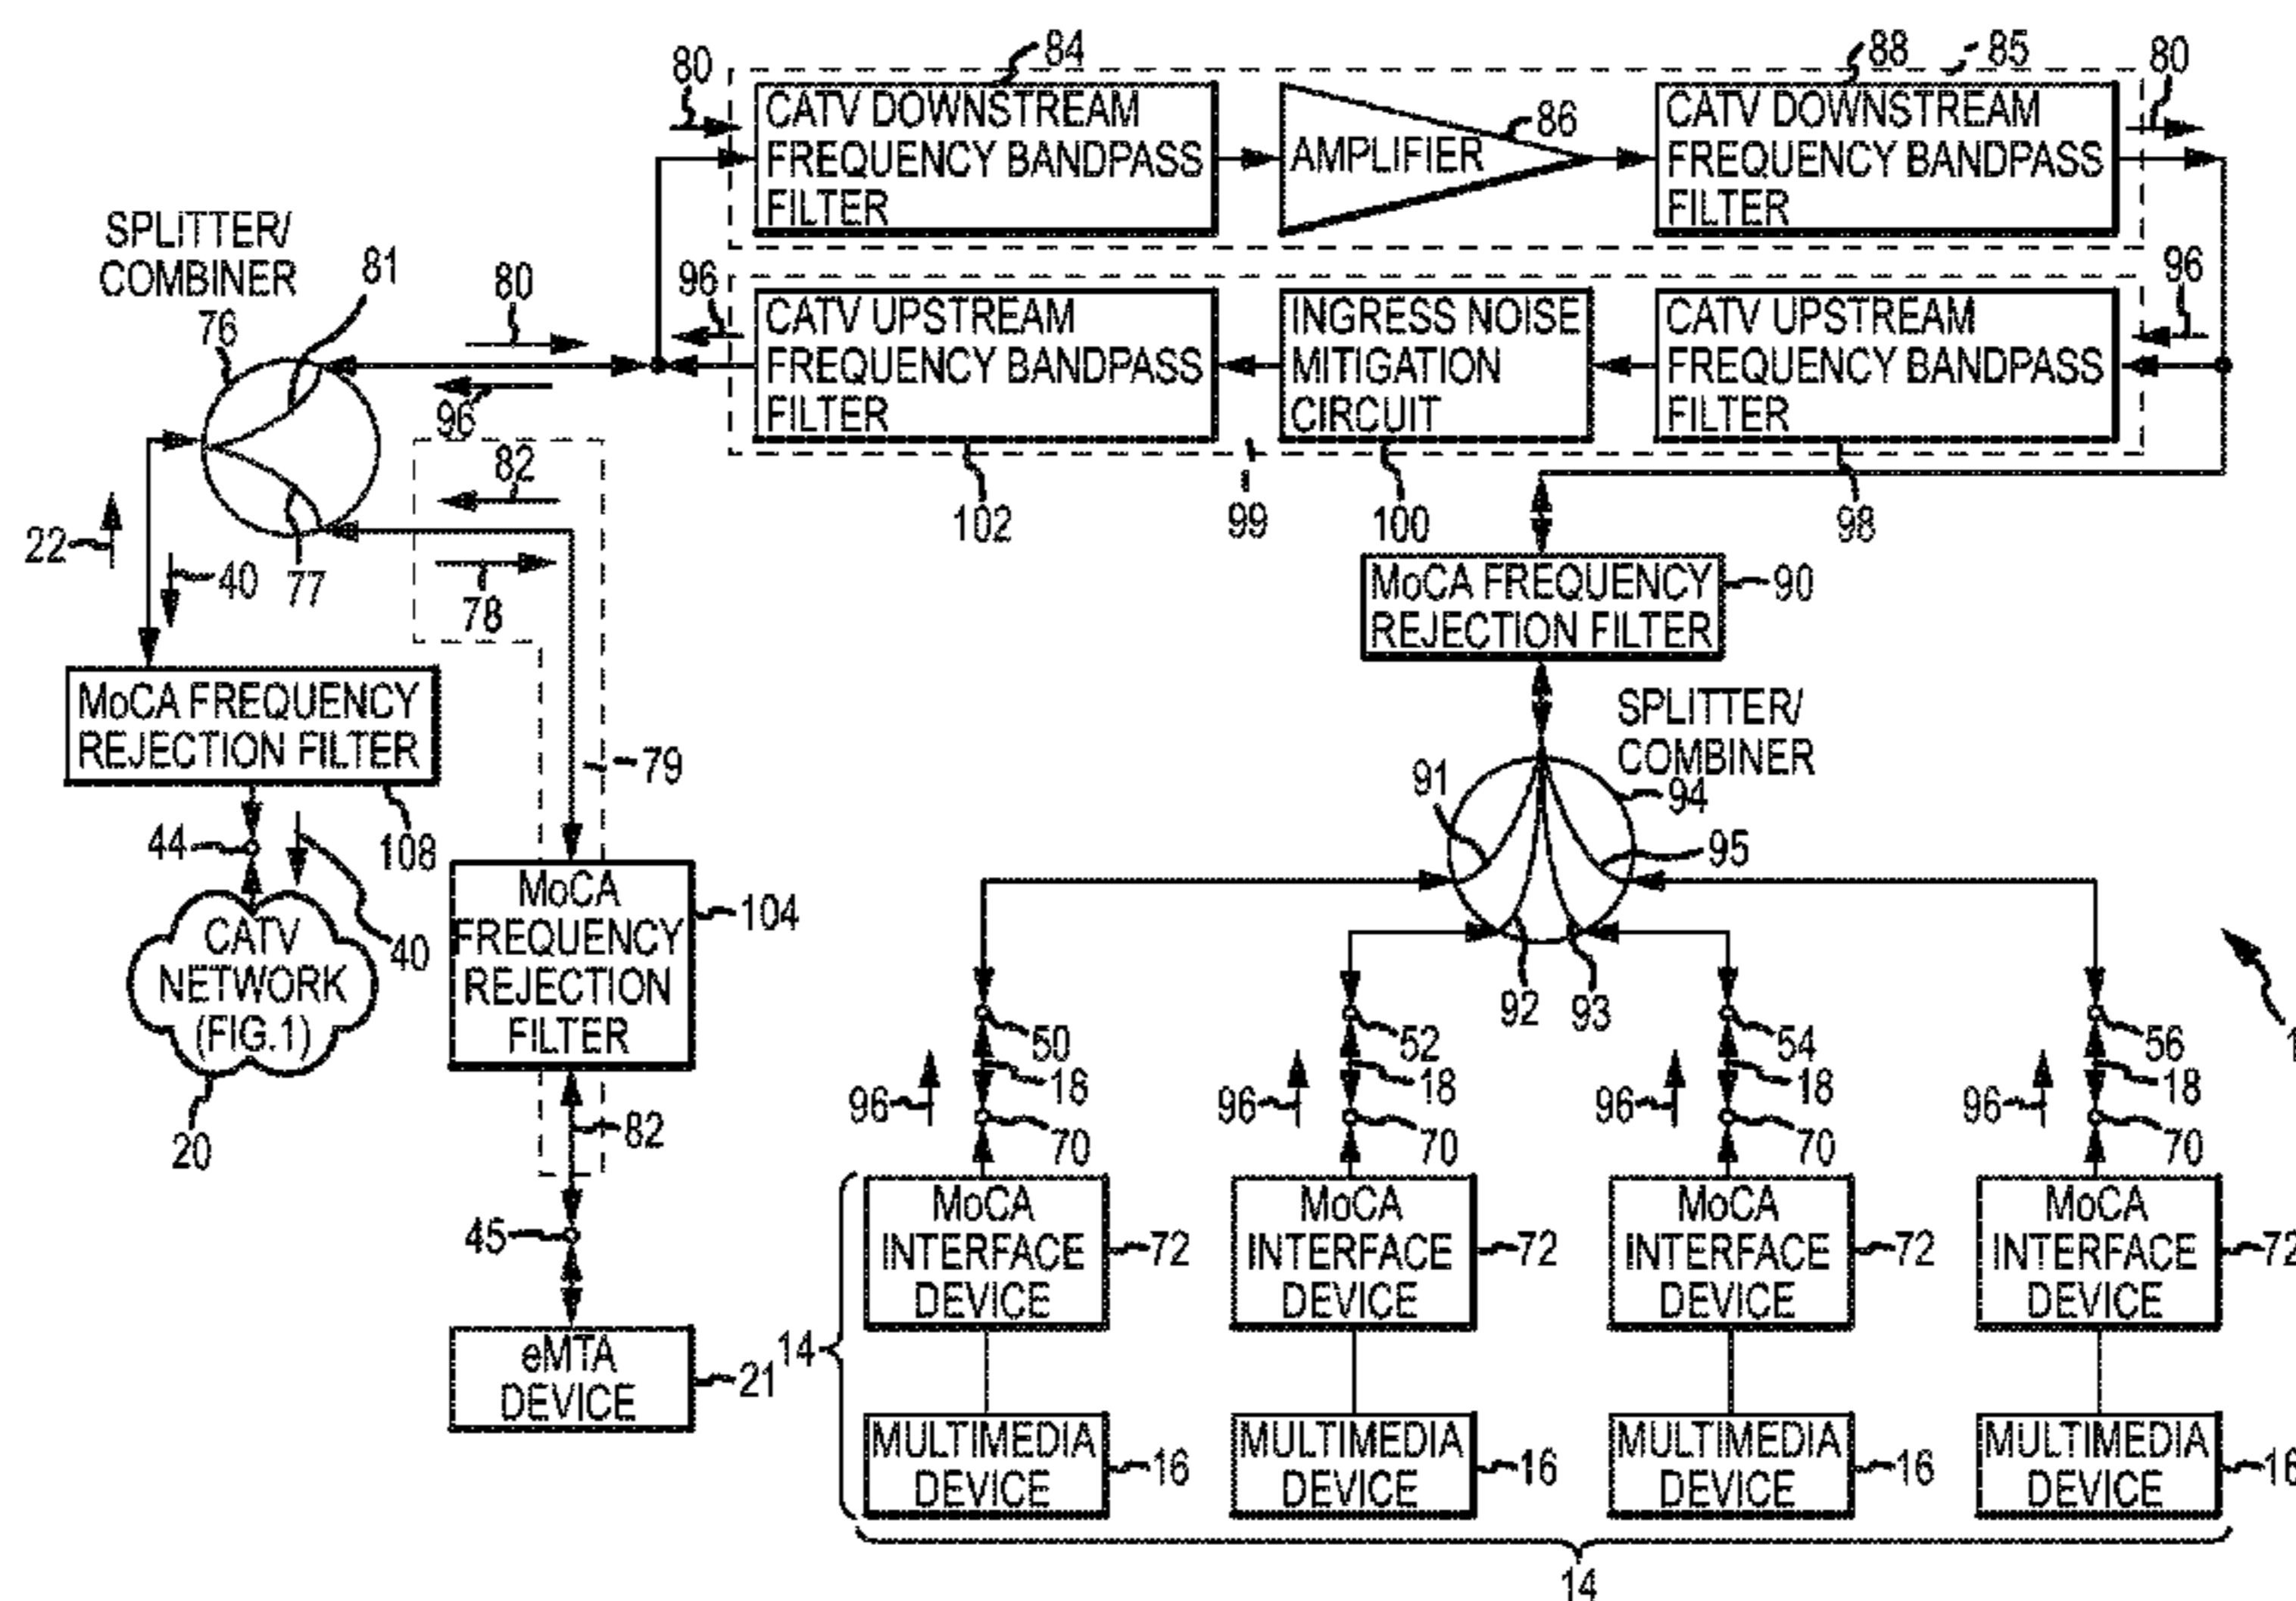 84
88
85
80
80
CATV DOWNSTREAM
FREQUENCY BANDPASS
FILTER
AMPLIFIER
86
CATV DOWNSTREAM
FREQUENCY BANDPASS
FILTER
SPLITTER/
COMBINER
76
81
80
96
96
CATV UPSTREAM
FREQUENCY BANDPASS
FILTER
INGRESS NOISE
MITIGATION
CIRCUIT
CATV UPSTREAM
FREQUENCY BANDPASS
FILTER
96
102
99
100
98
82
78
22
40
77
MoCA FREQUENCY
REJECTION FILTER
90
MoCA FREQUENCY
REJECTION FILTER
108
79
SPLITTER/
COMBINER
94
91
95
92
93
44
40
CATV
NETWORK
(FIG.1)
20
MoCA
FREQUENCY
REJECTION
FILTER
104
82
45
eMTA
DEVICE
21
50
52
54
56
18
18
18
18
96
96
96
96
70
70
70
70
MoCA
INTERFACE
DEVICE
72
MoCA
INTERFACE
DEVICE
72
MoCA
INTERFACE
DEVICE
72
MoCA
INTERFACE
DEVICE
72
14
MULTIMEDIA
DEVICE
16
MULTIMEDIA
DEVICE
16
MULTIMEDIA
DEVICE
16
MULTIMEDIA
DEVICE
14